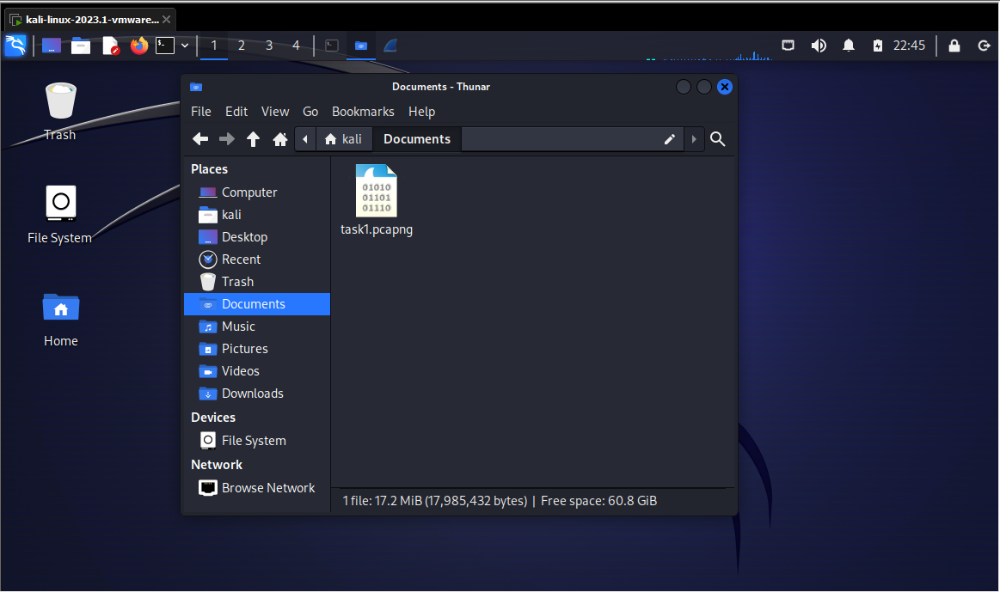 kali-linux-2023.1-vmware...
1 2 3 4 22:45
Trash
File System
Home
Documents - Thunar
File Edit View Go Bookmarks Help
kali Documents
Places
Computer
kali
Desktop
Recent
Trash
Documents
Music
Pictures
Videos
Downloads
Devices
File System
Network
Browse Network
01010
01101
01110
task1.pcapng
1 file: 17.2 MiB (17,985,432 bytes) | Free space: 60.8 GiB